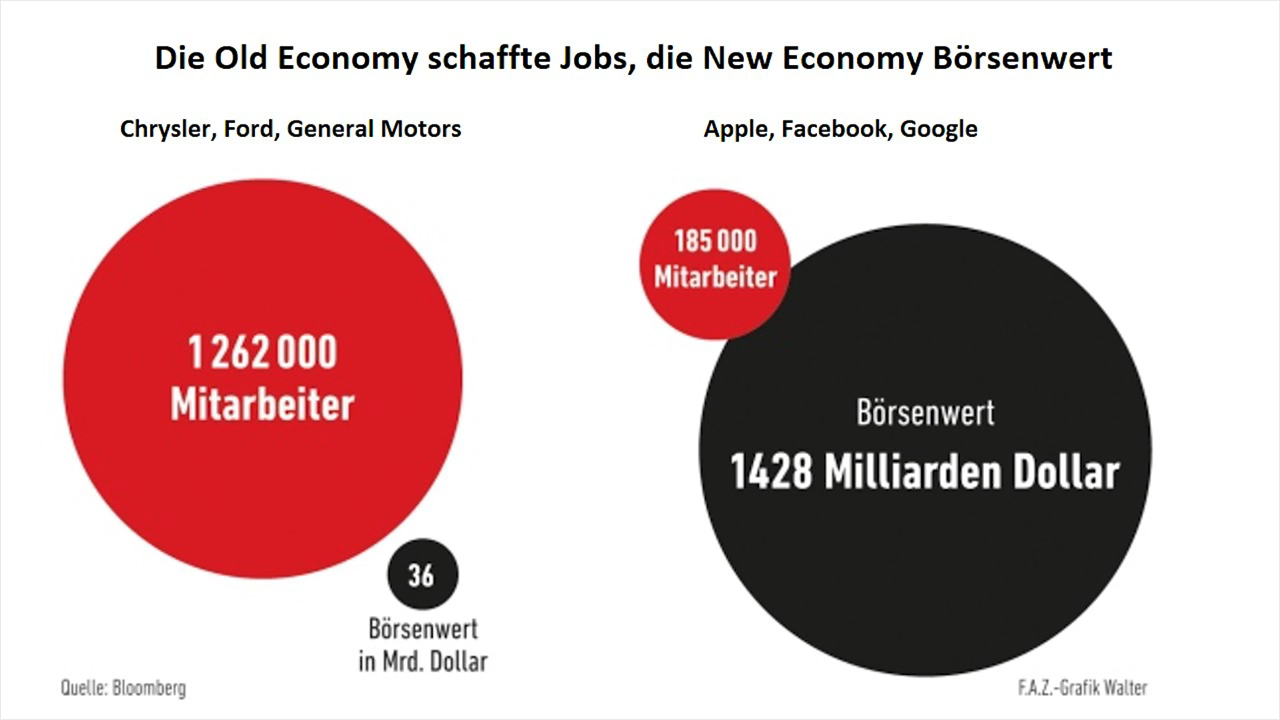 Die Old Economy schaffte Jobs, die New Economy Börsenwert
Chrysler, Ford, General Motors
1 262 000
Mitarbeiter
36
Börsenwert
in Mrd. Dollar
Apple, Facebook, Google
185 000
Mitarbeiter
Börsenwert
1428 Milliarden Dollar
Quelle: Bloomberg
F.A.Z.-Grafik Walter